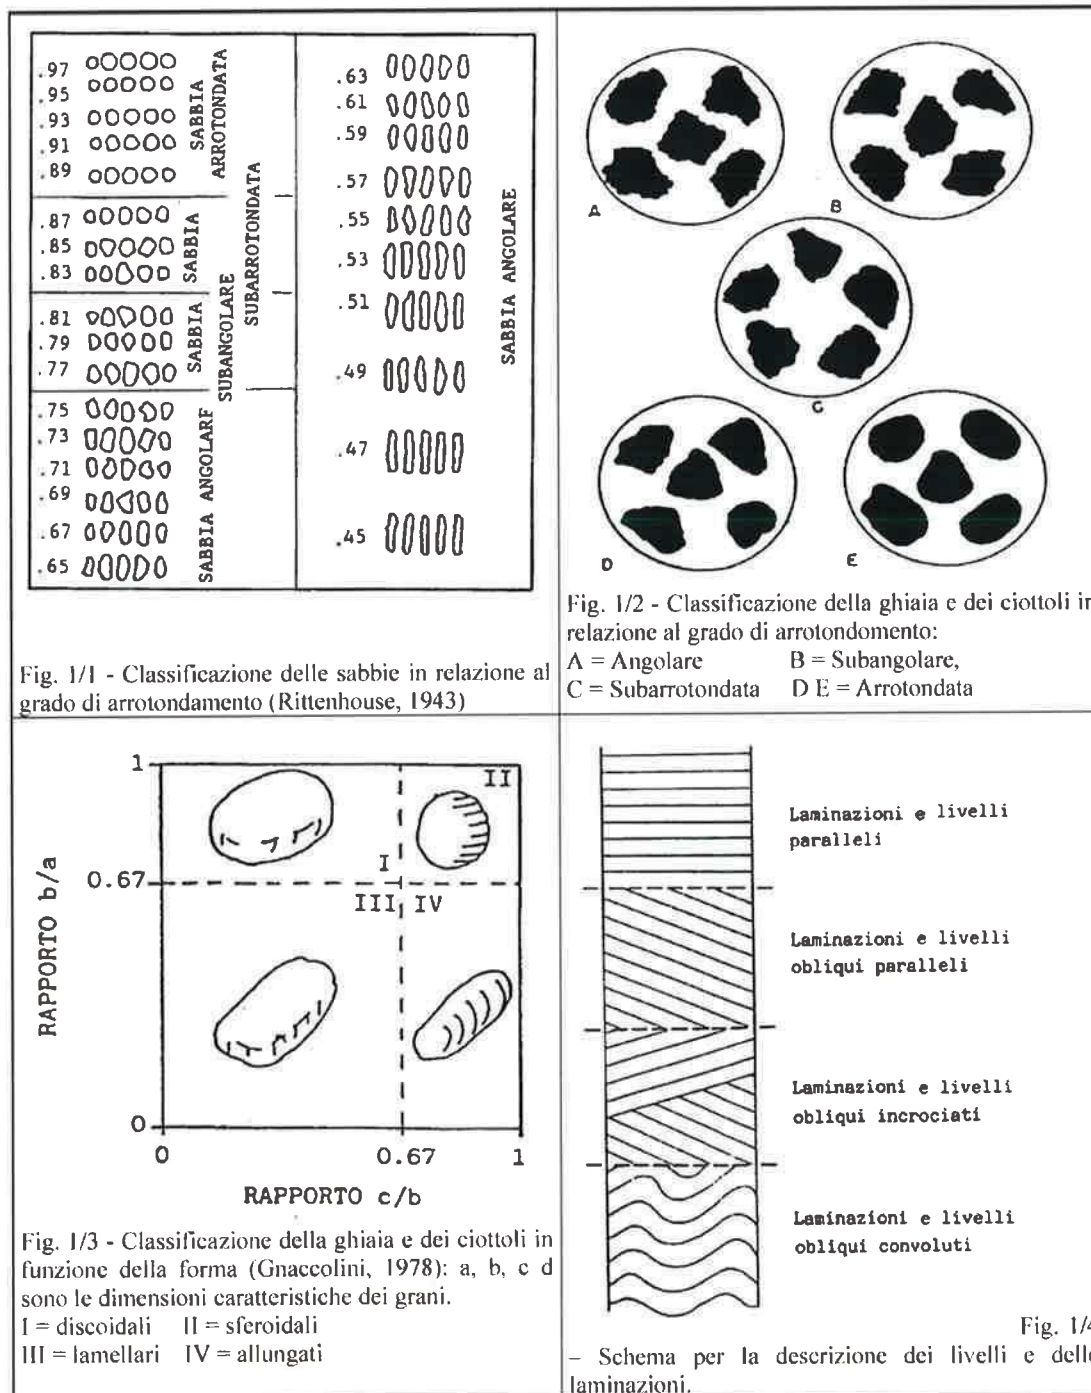 .97
.95
.93
.91
.89
SABBIA
ARROTONDATA
.87
.85
.83
SABBIA
SUBARROTONDATA
.81
.79
.77
SABBIA
SUBANGOLARE
.75
.73
.71
.69
.67
.65
SABBIA ANGOLARF
.63
.61
.59
.57
.55
.53
.51
.49
.47
.45
SABBIA ANGOLARE
Fig. 1/1 - Classificazione delle sabbie in relazione al
grado di arrotondamento (Rittenhouse, 1943)
A
B
C
D
E
Fig. 1/2 - Classificazione della ghiaia e dei ciottoli in
relazione al grado di arrotondomento:
A = Angolare B = Subangolare,
C = Subarrotondata D E = Arrotondata
1
II
I
0.67
III
IV
RAPPORTO b/a
0
0
0.67
1
RAPPORTO c/b
Fig. 1/3 - Classificazione della ghiaia e dei ciottoli in
funzione della forma (Gnaccolini, 1978): a, b, c d
sono le dimensioni caratteristiche dei grani.
I = discoidali II = sferoidali
III = lamellari IV = allungati
Laminazioni e livelli
paralleli
Laminazioni e livelli
obliqui paralleli
Laminazioni e livelli
obliqui incrociati
Laminazioni e livelli
obliqui convoluti
Fig. 1/4
– Schema per la descrizione dei livelli e delle
laminazioni.